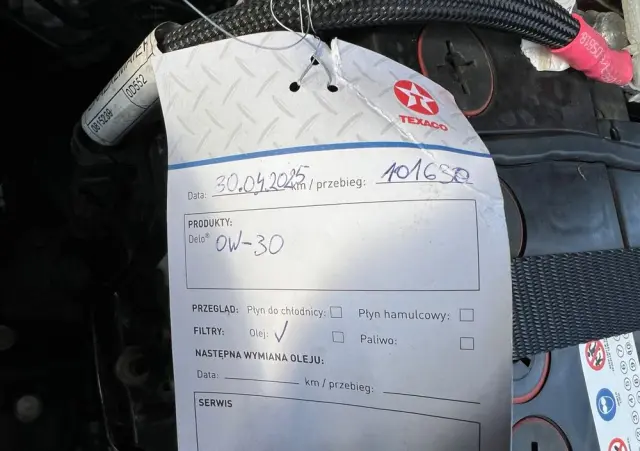 TEXACO
Data: 30.04.2025 km / przebieg: 101650
PRODUKTY:
Delo® 0W-30
PRZEGLĄD: Płyn do chłodnicy: Płyn hamulcowy:
FILTRY: Olej: ✓ Paliwo:
NASTĘPNA WYMIANA OLEJU:
Data: km / przebieg:
SERWIS
0D552